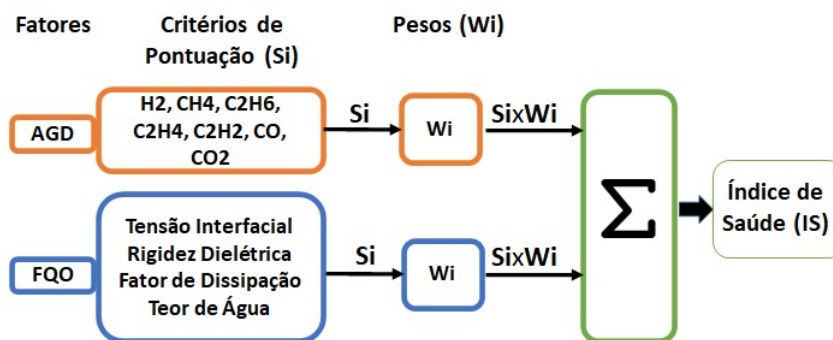 Fatores
Critérios de
Pontuação (Si)
Pesos (Wi)
AGD
H2, CH4, C2H6,
C2H4, C2H2, CO,
CO2
Si
Wi
SixWi
FQO
Tensão Interfacial
Rigidez Dielétrica
Fator de Dissipação
Teor de Água
Si
Wi
SixWi
Σ
Índice de
Saúde (IS)